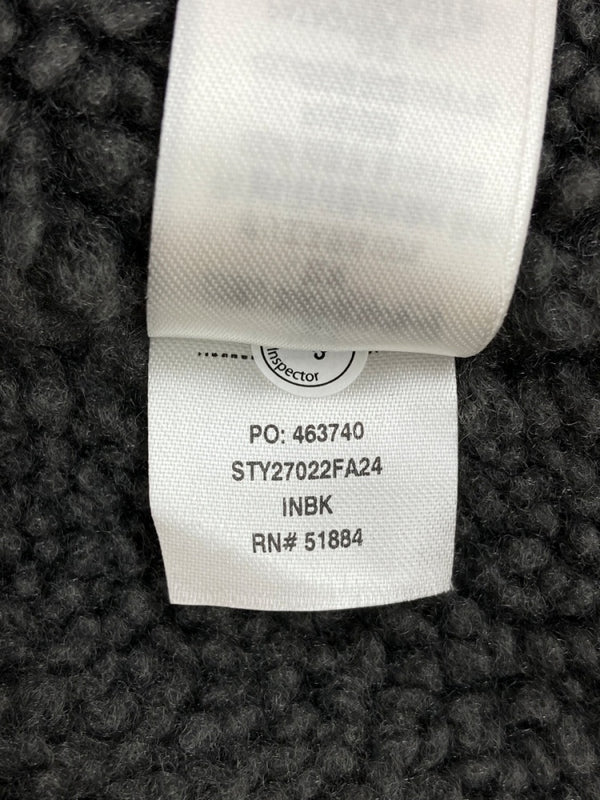 Inspector
PO: 463740
STY27022FA24
INBK
RN# 51884